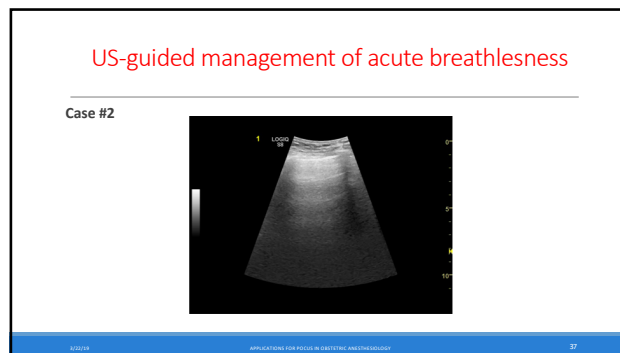 US-guided management of acute breathlesness
Case #2
1 LOGIQ
S8
0
5
10
3/22/19 APPLICATIONS FOR POCUS IN OBSTETRIC ANESTHESIOLOGY 37